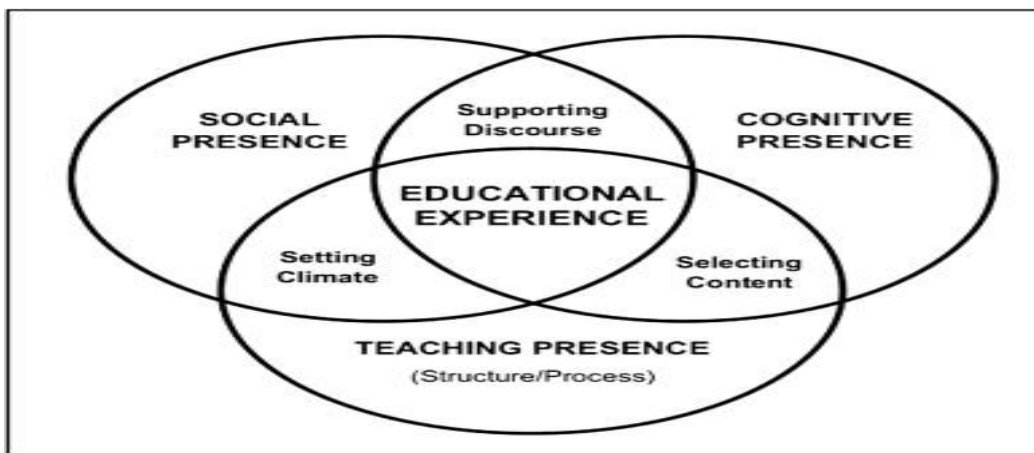 SOCIAL
PRESENCE
Supporting
Discourse
COGNITIVE
PRESENCE
EDUCATIONAL
EXPERIENCE
Setting
Climate
Selecting
Content
TEACHING PRESENCE
(Structure/Process)